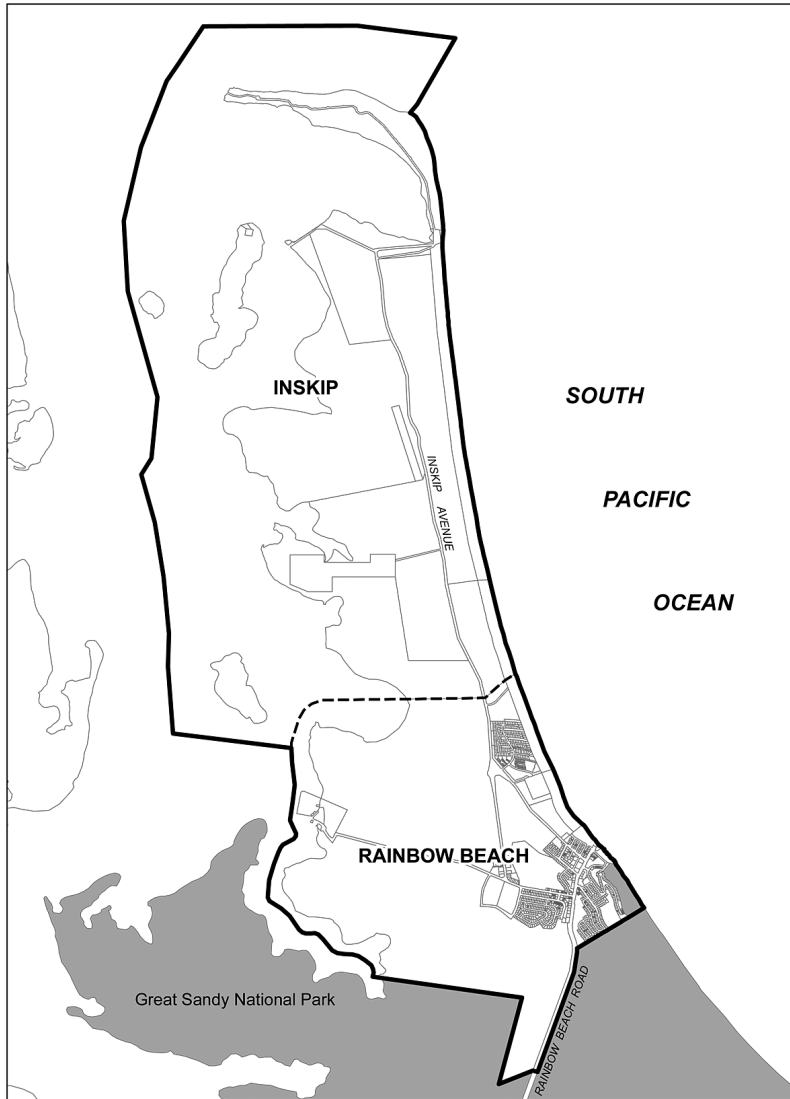 INSKIP
SOUTH
PACIFIC
OCEAN
INSKIP AVENUE
RAINBOW BEACH
Great Sandy National Park
RAINBOW BEACH ROAD